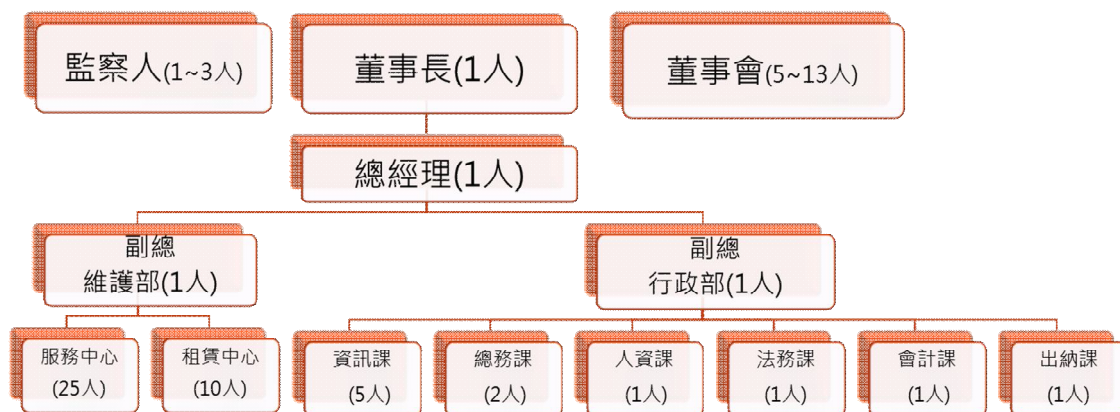 監察人(1~3人)
董事長(1人)
董事會(5~13人)
總經理(1人)
副總
維護部(1人)
副總
行政部(1人)
服務中心
(25人)
租賃中心
(10人)
資訊課
(5人)
總務課
(2人)
人資課
(1人)
法務課
(1人)
會計課
(1人)
出納課
(1人)